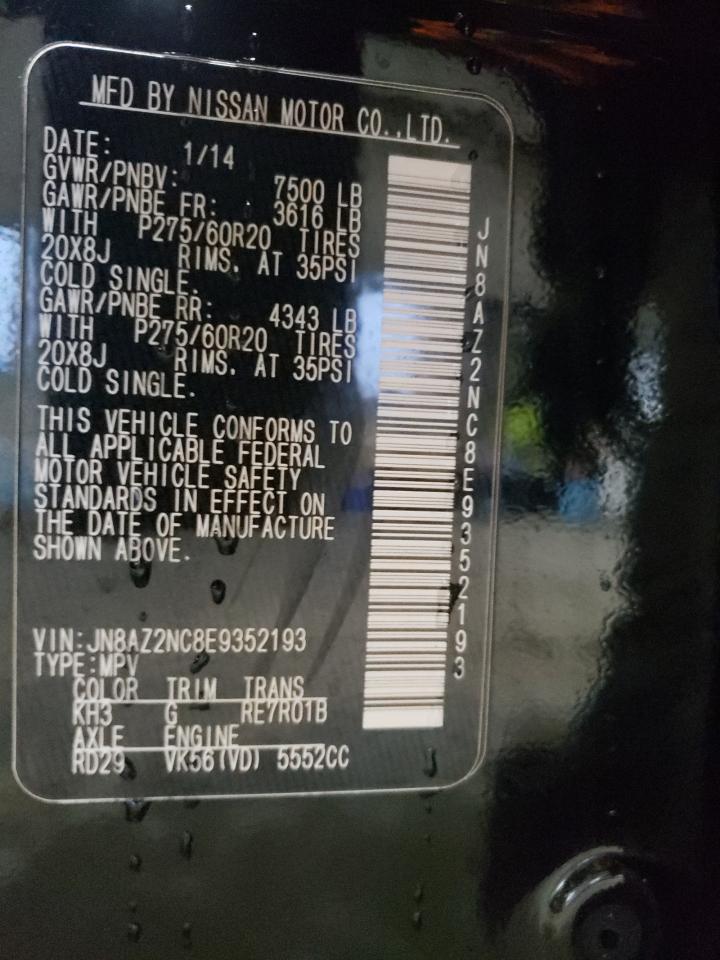 MFD BY NISSAN MOTOR CO.,LTD.
DATE: 1/14
GVWR/PNBV: 7500 LB
GAWR/PNBE FR: 3616 LB
WITH P275/60R20 TIRES
20X8J RIMS. AT 35PSI
COLD SINGLE.
GAWR/PNBE RR: 4343 LB
WITH P275/60R20 TIRES
20X8J RIMS. AT 35PSI
COLD SINGLE.
THIS VEHICLE CONFORMS TO
ALL APPLICABLE FEDERAL
MOTOR VEHICLE SAFETY
STANDARDS IN EFFECT ON
THE DATE OF MANUFACTURE
SHOWN ABOVE.
VIN:JN8AZ2NC8E9352193
TYPE:MPV
COLOR TRIM TRANS
KH3 G RE7R01B
AXLE ENGINE
RD29 VK56(VD) 5552CC
JN8AZ2NC8E9352193